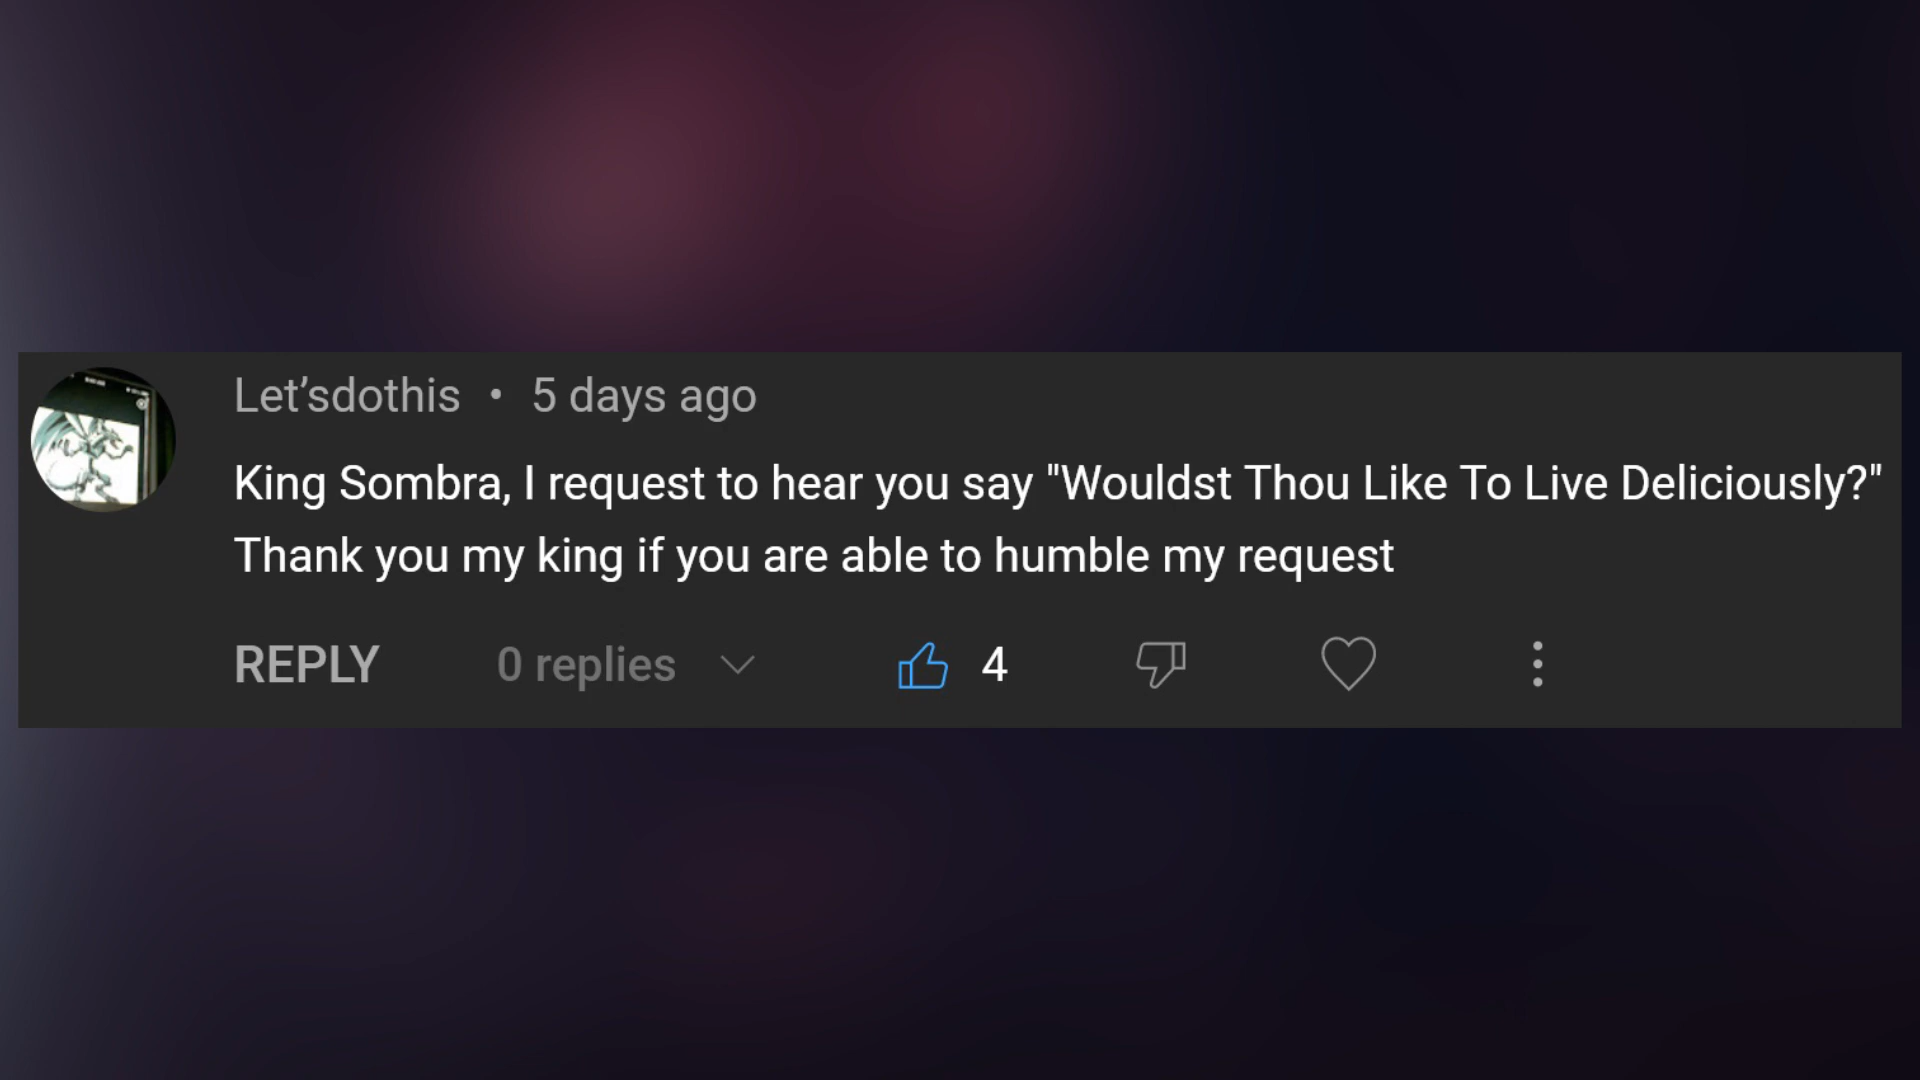 Let’sdothis • 5 days ago
King Sombra, I request to hear you say "Wouldst Thou Like To Live Deliciously?"
Thank you my king if you are able to humble my request
REPLY 0 replies 4